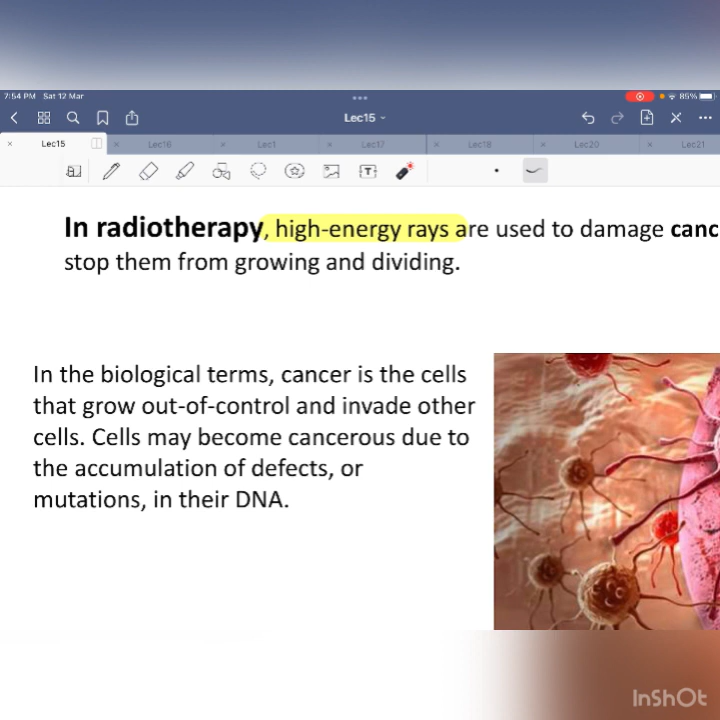 7:54 PM Sat 12 Mar
85%
Lec15
Lec15
Lec16
Lec1
Lec17
Lec18
Lec20
Lec21
In radiotherapy, high-energy rays are used to damage canc
stop them from growing and dividing.
In the biological terms, cancer is the cells
that grow out-of-control and invade other
cells. Cells may become cancerous due to
the accumulation of defects, or
mutations, in their DNA.
InShOt